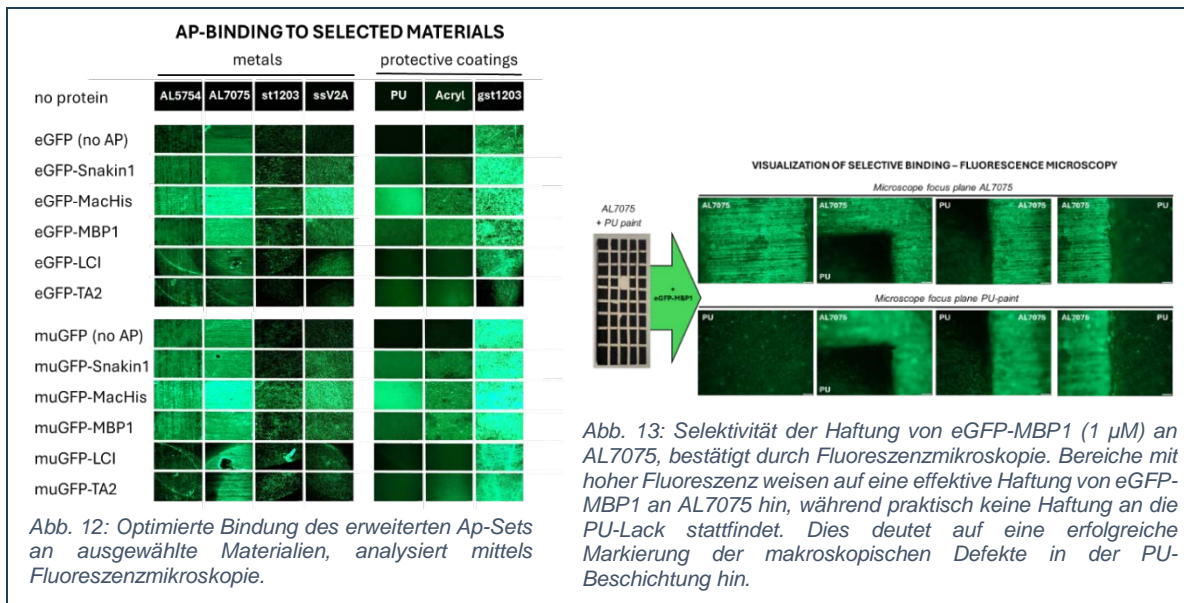 AP-BINDING TO SELECTED MATERIALS
metals protective coatings
no protein AL5754 AL7075 st1203 ssV2A PU Acryl gst1203
eGFP (no AP)
eGFP-Snakin1
eGFP-MacHis
eGFP-MBP1
eGFP-LCI
eGFP-TA2
muGFP (no AP)
muGFP-Snakin1
muGFP-MacHis
muGFP-MBP1
muGFP-LCI
muGFP-TA2
Abb. 12: Optimierte Bindung des erweiterten Ap-Sets
an ausgewählte Materialien, analysiert mittels
Fluoreszenzmikroskopie.
VISUALIZATION OF SELECTIVE BINDING – FLUORESCENCE MICROSCOPY
Microscope focus plane AL7075
AL7075
+ PU paint
+
eGFP-MBP1
AL7075 AL7075 PU AL7075 AL7075 PU
PU
Microscope focus plane PU-paint
PU AL7075 PU AL7075 AL7075 PU
PU
Abb. 13: Selektivität der Haftung von eGFP-MBP1 (1 µM) an
AL7075, bestätigt durch Fluoreszenzmikroskopie. Bereiche mit
hoher Fluoreszenz weisen auf eine effektive Haftung von eGFP-
MBP1 an AL7075 hin, während praktisch keine Haftung an die
PU-Lack stattfindet. Dies deutet auf eine erfolgreiche
Markierung der makroskopischen Defekte in der PU-
Beschichtung hin.